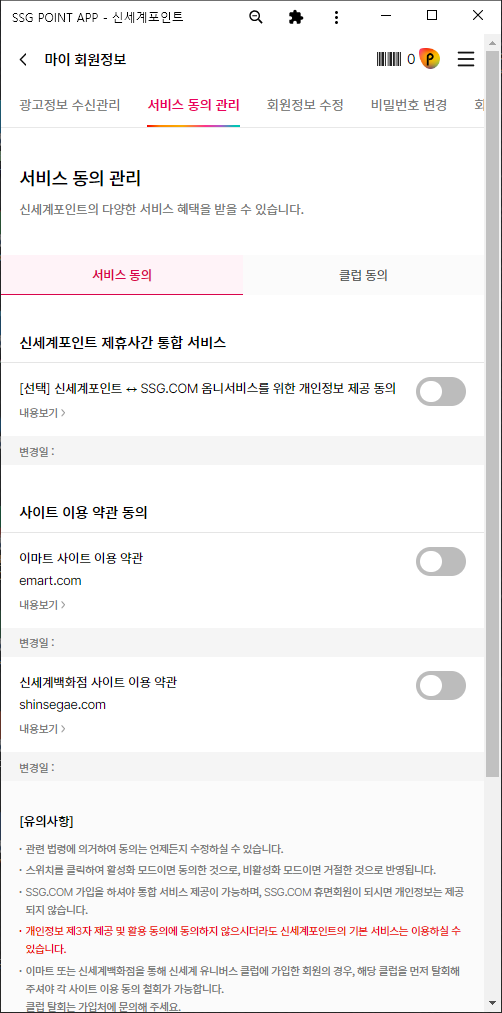 SSG POINT APP - 신세계포인트
마이 회원정보
0
광고정보 수신관리 서비스 동의 관리 회원정보 수정 비밀번호 변경 회
서비스 동의 관리
신세계포인트의 다양한 서비스 혜택을 받을 수 있습니다.
서비스 동의 클럽 동의
신세계포인트 제휴사간 통합 서비스
[선택] 신세계포인트 ↔ SSG.COM 옴니서비스를 위한 개인정보 제공 동의
내용보기 >
변경일 :
사이트 이용 약관 동의
이마트 사이트 이용 약관
emart.com
내용보기 >
변경일 :
신세계백화점 사이트 이용 약관
shinsegae.com
내용보기 >
변경일 :
[유의사항]
· 관련 법령에 의거하여 동의는 언제든지 수정하실 수 있습니다.
· 스위치를 클릭하여 활성화 모드이면 동의한 것으로, 비활성화 모드이면 거절한 것으로 반영됩니다.
· SSG.COM 가입을 하셔야 통합 서비스 제공이 가능하며, SSG.COM 휴면회원이 되시면 개인정보는 제공
되지 않습니다.
· 개인정보 제3자 제공 및 활용 동의에 동의하지 않으시더라도 신세계포인트의 기본 서비스는 이용하실 수
있습니다.
· 이마트 또는 신세계백화점을 통해 신세계 유니버스 클럽에 가입한 회원의 경우, 해당 클럽을 먼저 탈회해
주셔야 각 사이트 이용 동의 철회가 가능합니다.
클럽 탈회는 가입처에 문의해 주세요.